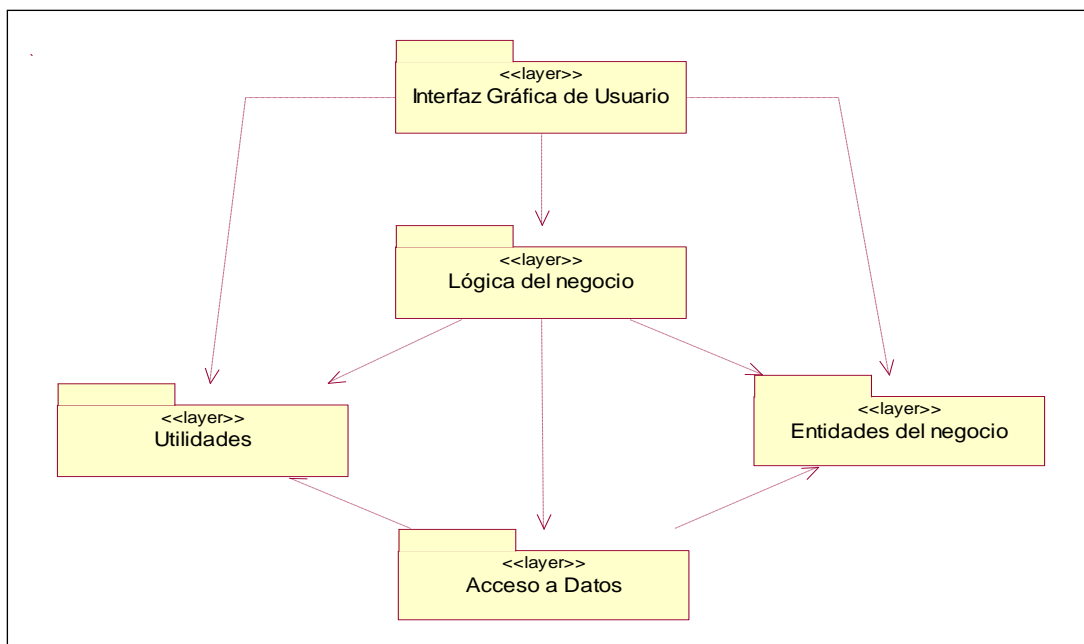 <<layer>>
Interfaz Gráfica de Usuario
<<layer>>
Lógica del negocio
<<layer>>
Utilidades
<<layer>>
Entidades del negocio
<<layer>>
Acceso a Datos